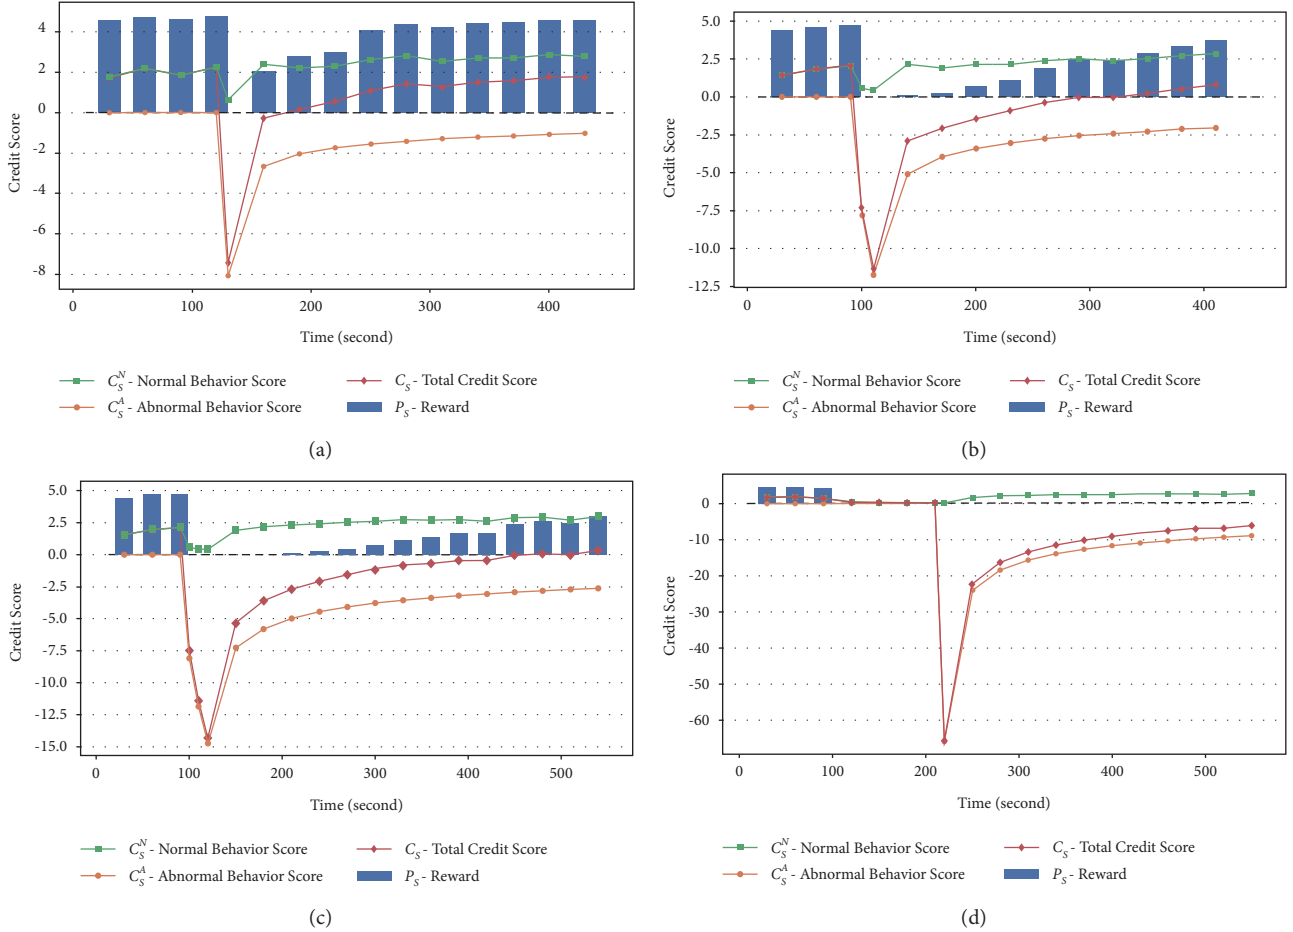 4
2
0
-2
-4
-6
-8
Credit Score
0
100
200
310
400
Time (second)
C_S^N - Normal Behavior Score
C_S - Total Credit Score
C_S^A - Abnormal Behavior Score
P_S - Reward
(a)
5.0
2.5
0.0
-2.5
-5.0
-7.5
-10.0
-12.5
Credit Score
0
100
200
310
400
Time (second)
C_S^N - Normal Behavior Score
C_S - Total Credit Score
C_S^A - Abnormal Behavior Score
P_S - Reward
(b)
5.0
2.5
0.0
-2.5
-5.0
-7.5
-10.0
-12.5
-15.0
Credit Score
0
100
200
300
400
500
Time (second)
C_S^N - Normal Behavior Score
C_S - Total Credit Score
C_S^A - Abnormal Behavior Score
P_S - Reward
(c)
0
-10
-20
-30
-40
-50
-60
Credit Score
0
100
200
310
400
500
Time (second)
C_S^N - Normal Behavior Score
C_S - Total Credit Score
C_S^A - Abnormal Behavior Score
P_S - Reward
(d)